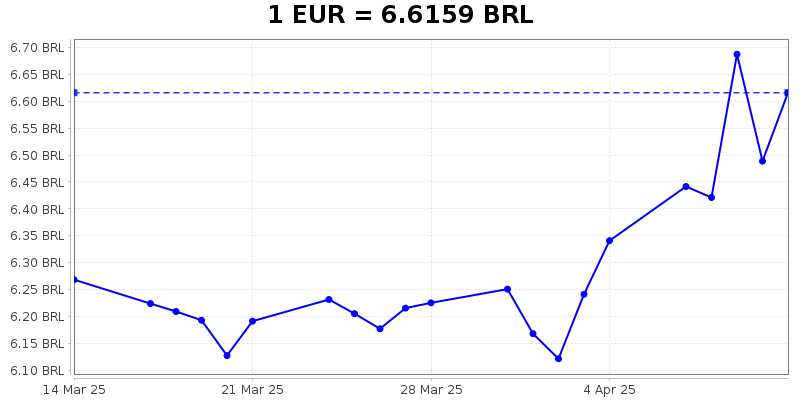 1 EUR = 6.6159 BRL
6.70 BRL
6.65 BRL
6.60 BRL
6.55 BRL
6.50 BRL
6.45 BRL
6.40 BRL
6.35 BRL
6.30 BRL
6.25 BRL
6.20 BRL
6.15 BRL
6.10 BRL
14 Mar 25
21 Mar 25
28 Mar 25
4 Apr 25